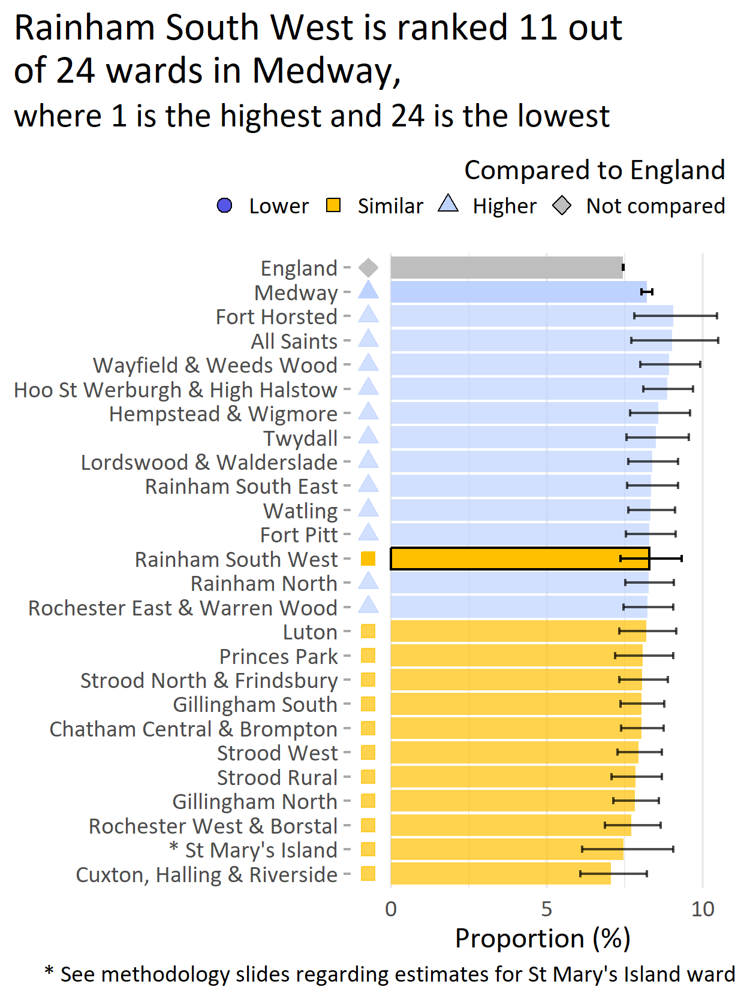 Rainham South West is ranked 11 out
of 24 wards in Medway,
where 1 is the highest and 24 is the lowest
Compared to England
Lower Similar Higher Not compared
England
Medway
Fort Horsted
All Saints
Wayfield & Weeds Wood
Hoo St Werburgh & High Halstow
Hempstead & Wigmore
Twydall
Lordswood & Walderslade
Rainham South East
Watling
Fort Pitt
Rainham South West
Rainham North
Rochester East & Warren Wood
Luton
Princes Park
Strood North & Frindsbury
Gillingham South
Chatham Central & Brompton
Strood West
Strood Rural
Gillingham North
Rochester West & Borstal
* St Mary's Island
Cuxton, Halling & Riverside
0 5 10
Proportion (%)
* See methodology slides regarding estimates for St Mary's Island ward